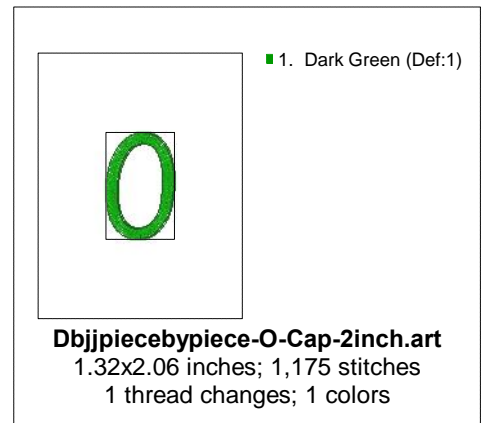 1. Dark Green (Def:1)
O
Dbjjpiecebypiece-O-Cap-2inch.art
1.32x2.06 inches; 1,175 stitches
1 thread changes; 1 colors